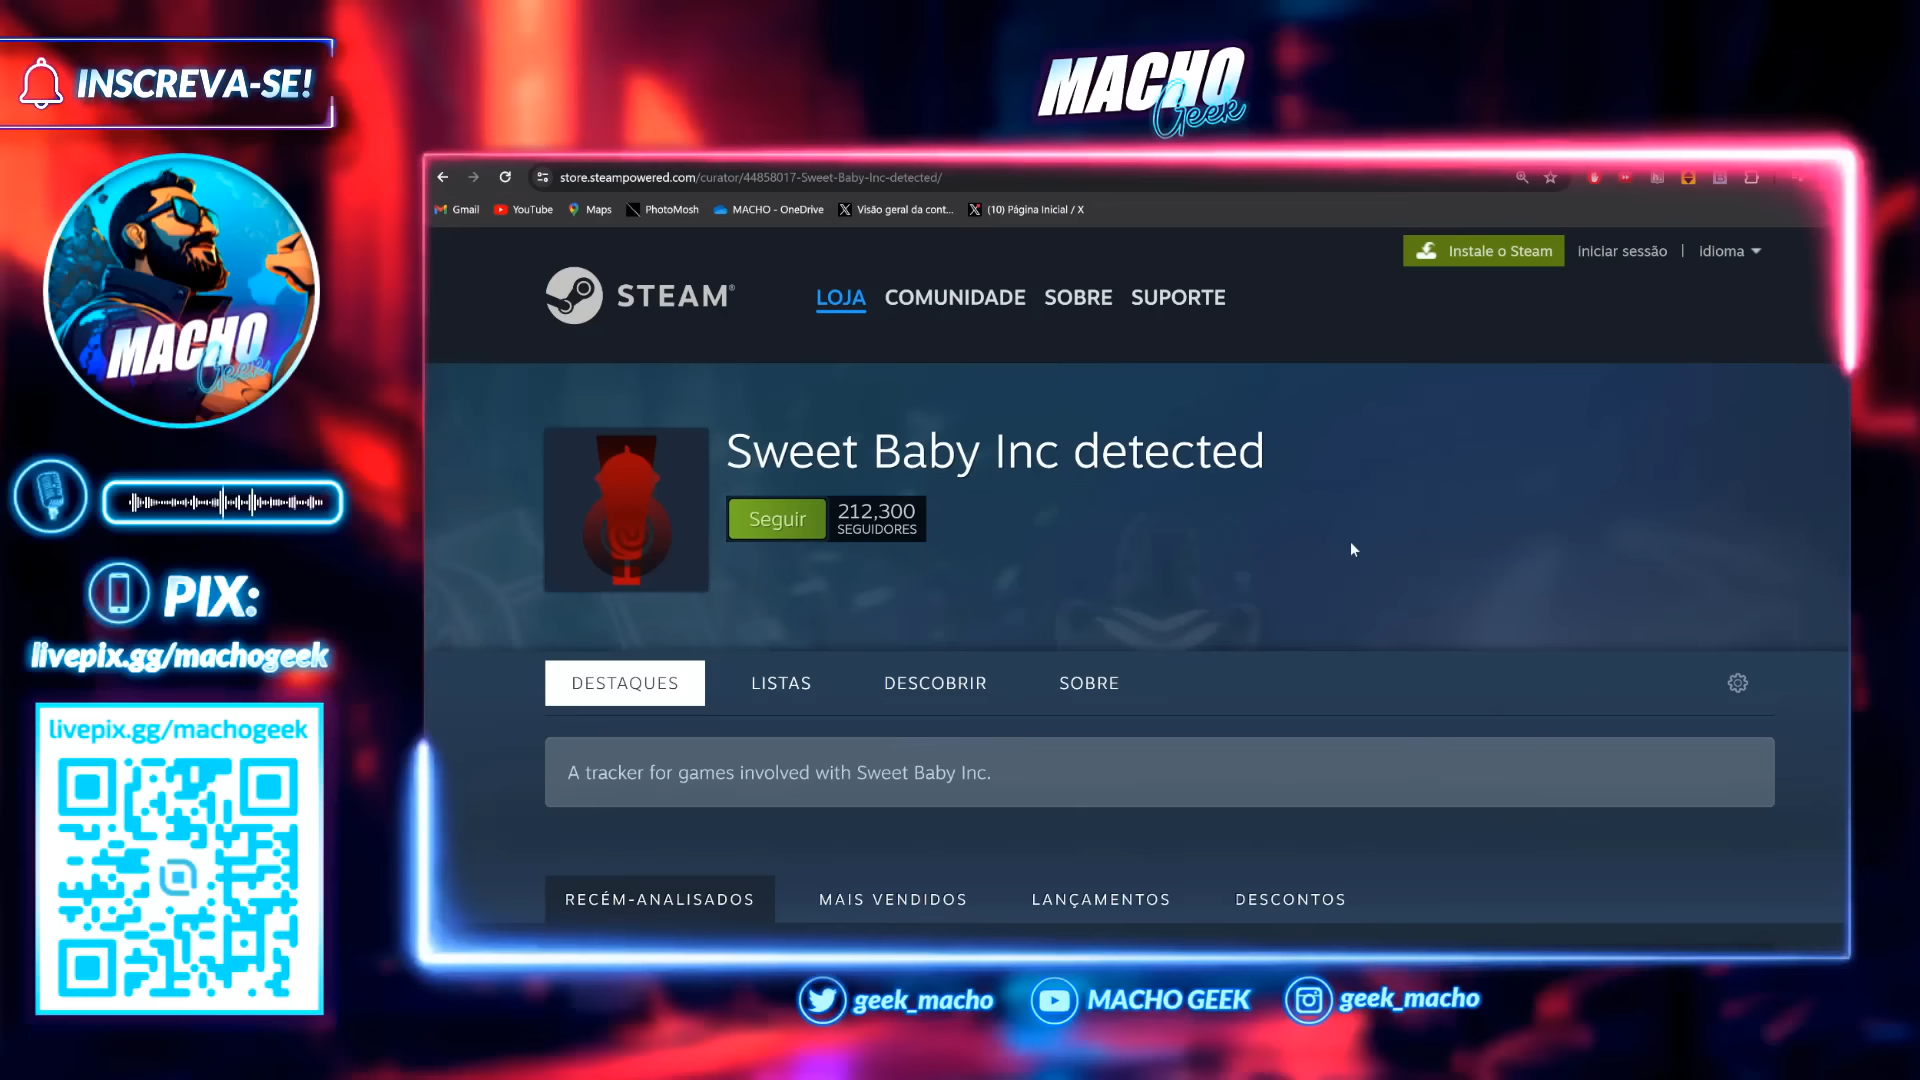 INSCREVA-SE!
MACHO
Geek
MACHO
Geek
PIX:
livepix.gg/machogeek
livepix.gg/machogeek
store.steampowered.com/curator/44858017-Sweet-Baby-Inc-detected/
Gmail YouTube Maps PhotoMosh MACHO - OneDrive Visão geral da cont... (10) Página Inicial / X
Instale o Steam iniciar sessão | idioma
STEAM®
LOJA COMUNIDADE SOBRE SUPORTE
Sweet Baby Inc detected
Seguir
212,300
SEGUIDORES
DESTAQUES LISTAS DESCOBRIR SOBRE
A tracker for games involved with Sweet Baby Inc.
RECÉM-ANALISADOS MAIS VENDIDOS LANÇAMENTOS DESCONTOS
geek_macho MACHO GEEK geek_macho